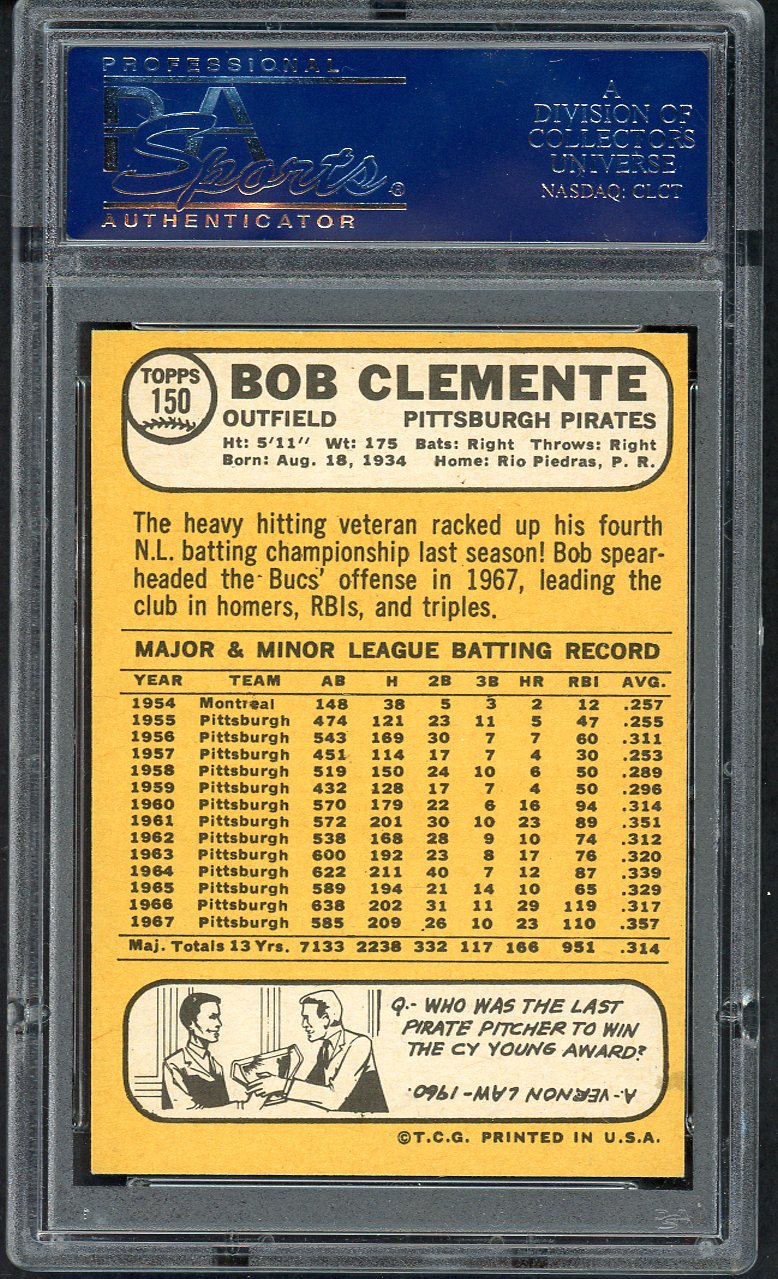 PROFESSIONAL
PSA
Sports®
AUTHENTICATOR
A
DIVISION OF
COLLECTORS
UNIVERSE
NASDAQ: CLCT
TOPPS
150
BOB CLEMENTE
OUTFIELD PITTSBURGH PIRATES
Ht: 5'11" Wt: 175 Bats: Right Throws: Right
Born: Aug. 18, 1934 Home: Rio Piedras, P. R.
The heavy hitting veteran racked up his fourth
N.L. batting championship last season! Bob spear-
headed the Bucs' offense in 1967, leading the
club in homers, RBIs, and triples.
MAJOR & MINOR LEAGUE BATTING RECORD
YEAR TEAM AB H 2B 3B HR RBI AVG.
1954 Montreal 148 38 5 3 2 12 .257
1955 Pittsburgh 474 121 23 11 5 47 .255
1956 Pittsburgh 543 169 30 7 7 60 .311
1957 Pittsburgh 451 114 17 7 4 30 .253
1958 Pittsburgh 519 150 24 10 6 50 .289
1959 Pittsburgh 432 128 17 7 4 50 .296
1960 Pittsburgh 570 179 22 6 16 94 .314
1961 Pittsburgh 572 201 30 10 23 89 .351
1962 Pittsburgh 538 168 28 9 10 74 .312
1963 Pittsburgh 600 192 23 8 17 76 .320
1964 Pittsburgh 622 211 40 7 12 87 .339
1965 Pittsburgh 589 194 21 14 10 65 .329
1966 Pittsburgh 638 202 31 11 29 119 .317
1967 Pittsburgh 585 209 26 10 23 110 .357
Maj. Totals 13 Yrs. 7133 2238 332 117 166 951 .314
Q.- WHO WAS THE LAST
PIRATE PITCHER TO WIN
THE CY YOUNG AWARD?
A.- VERNON LAW - 1960.
©T.C.G. PRINTED IN U.S.A.